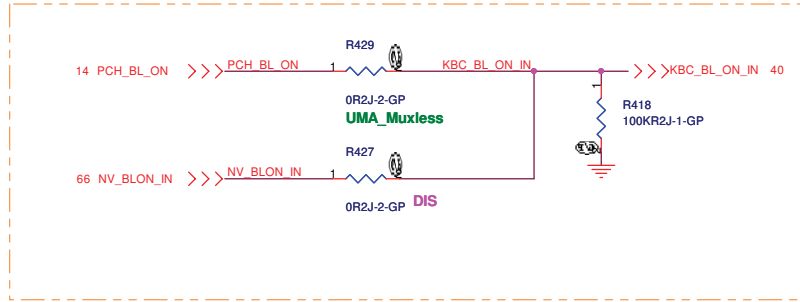 R429
14 PCH_BL_ON PCH_BL_ON 1 KBC_BL_ON_IN KBC_BL_ON_IN 40
0R2J-2-GP
UMA_Muxless
1
R418
100KR2J-1-GP
R427
66 NV_BLON_IN NV_BLON_IN 1
0R2J-2-GP
DIS